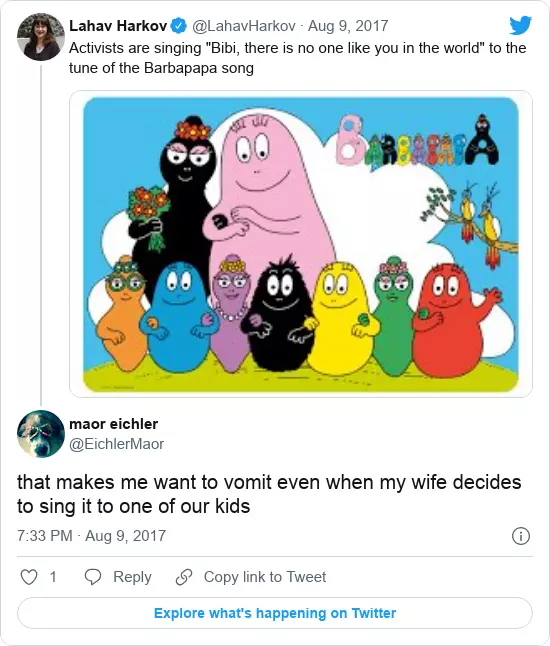 Lahav Harkov @LahavHarkov · Aug 9, 2017
Activists are singing "Bibi, there is no one like you in the world" to the
tune of the Barbapapa song
BARBAPAPA
maor eichler
@EichlerMaor
that makes me want to vomit even when my wife decides
to sing it to one of our kids
7:33 PM · Aug 9, 2017
1 Reply Copy link to Tweet
Explore what's happening on Twitter